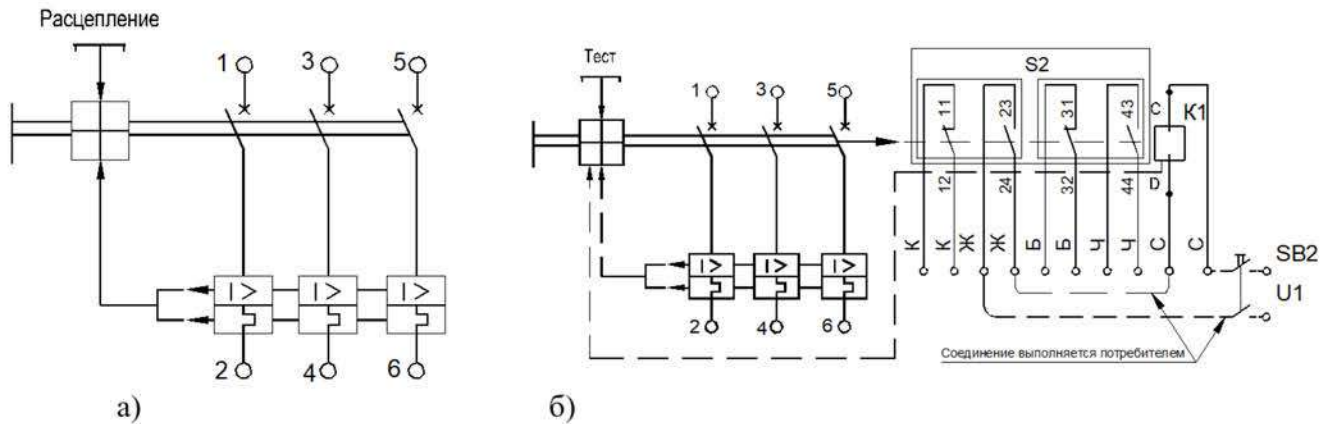 Расцепление
1 3 5
I> I> I>
2 4 6
а)
Тест
1 3 5
I> I> I>
2 4 6
б)
S2
11 23 31 43
12 24 32 44
C K1
D
К К Ж Ж Б Б Ч Ч С С
SB2
U1
Соединение выполняется потребителем